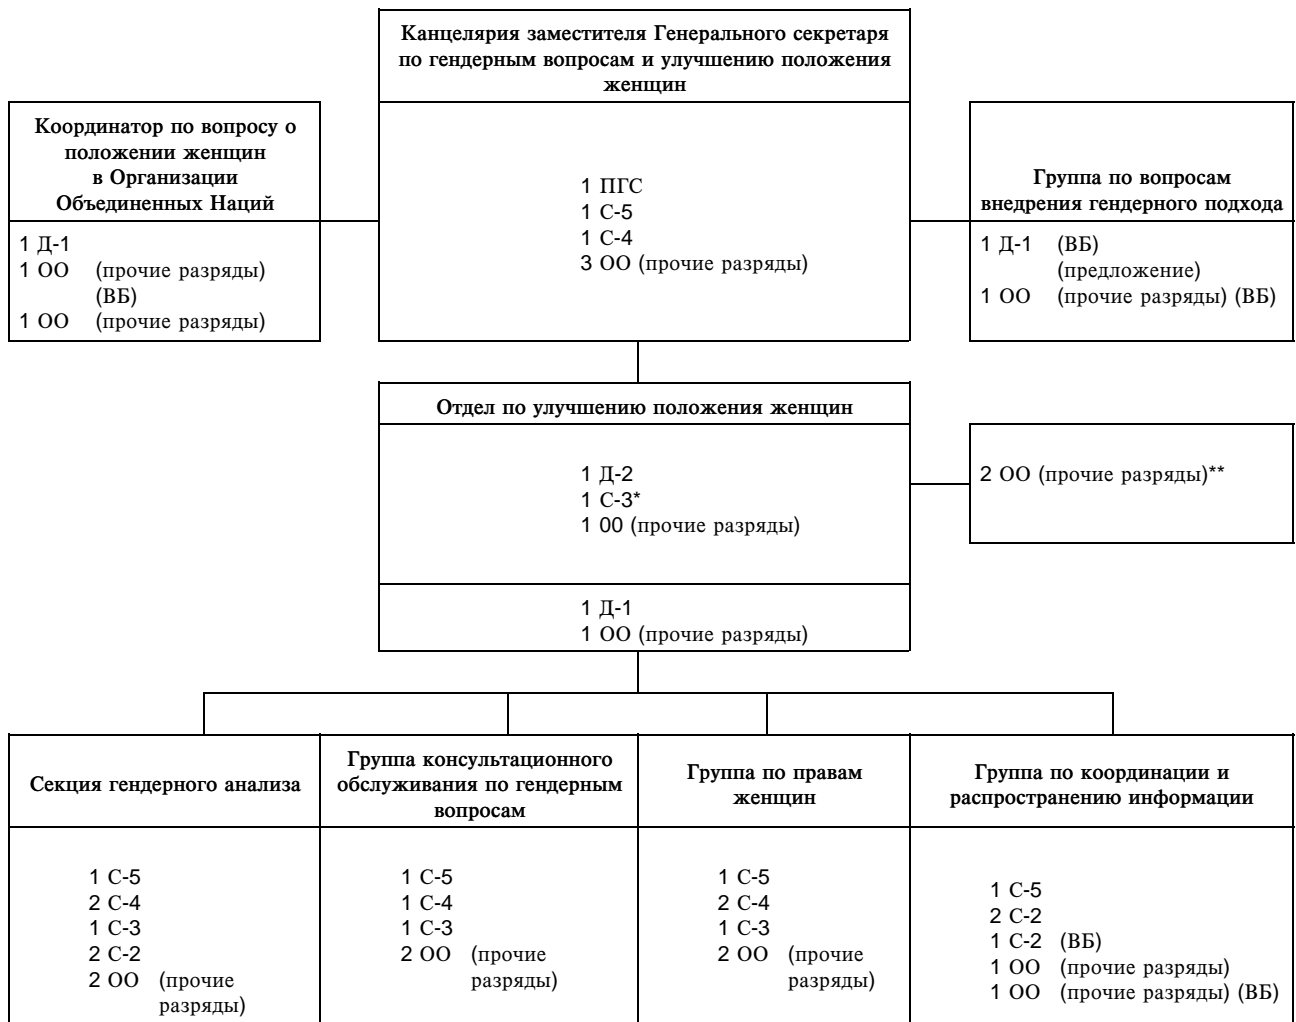 Канцелярия заместителя Генерального секретаря
по гендерным вопросам и улучшению положения
женщин
1 ПГС
1 С-5
1 С-4
3 ОО (прочие разряды)
Координатор по вопросу о
положении женщин
в Организации
Объединенных Наций
1 Д-1
1 ОО (прочие разряды)
(ВБ)
1 ОО (прочие разряды)
Группа по вопросам
внедрения гендерного подхода
1 Д-1 (ВБ)
(предложение)
1 ОО (прочие разряды) (ВБ)
Отдел по улучшению положения женщин
1 Д-2
1 С-3*
1 00 (прочие разряды)
2 ОО (прочие разряды)**
1 Д-1
1 ОО (прочие разряды)
Секция гендерного анализа
1 С-5
2 С-4
1 С-3
2 С-2
2 ОО (прочие
разряды)
Группа консультационного
обслуживания по гендерным
вопросам
1 С-5
1 С-4
1 С-3
2 ОО (прочие
разряды)
Группа по правам
женщин
1 С-5
2 С-4
1 С-3
2 ОО (прочие
разряды)
Группа по координации и
распространению информации
1 С-5
2 С-2
1 С-2 (ВБ)
1 ОО (прочие разряды)
1 ОО (прочие разряды) (ВБ)